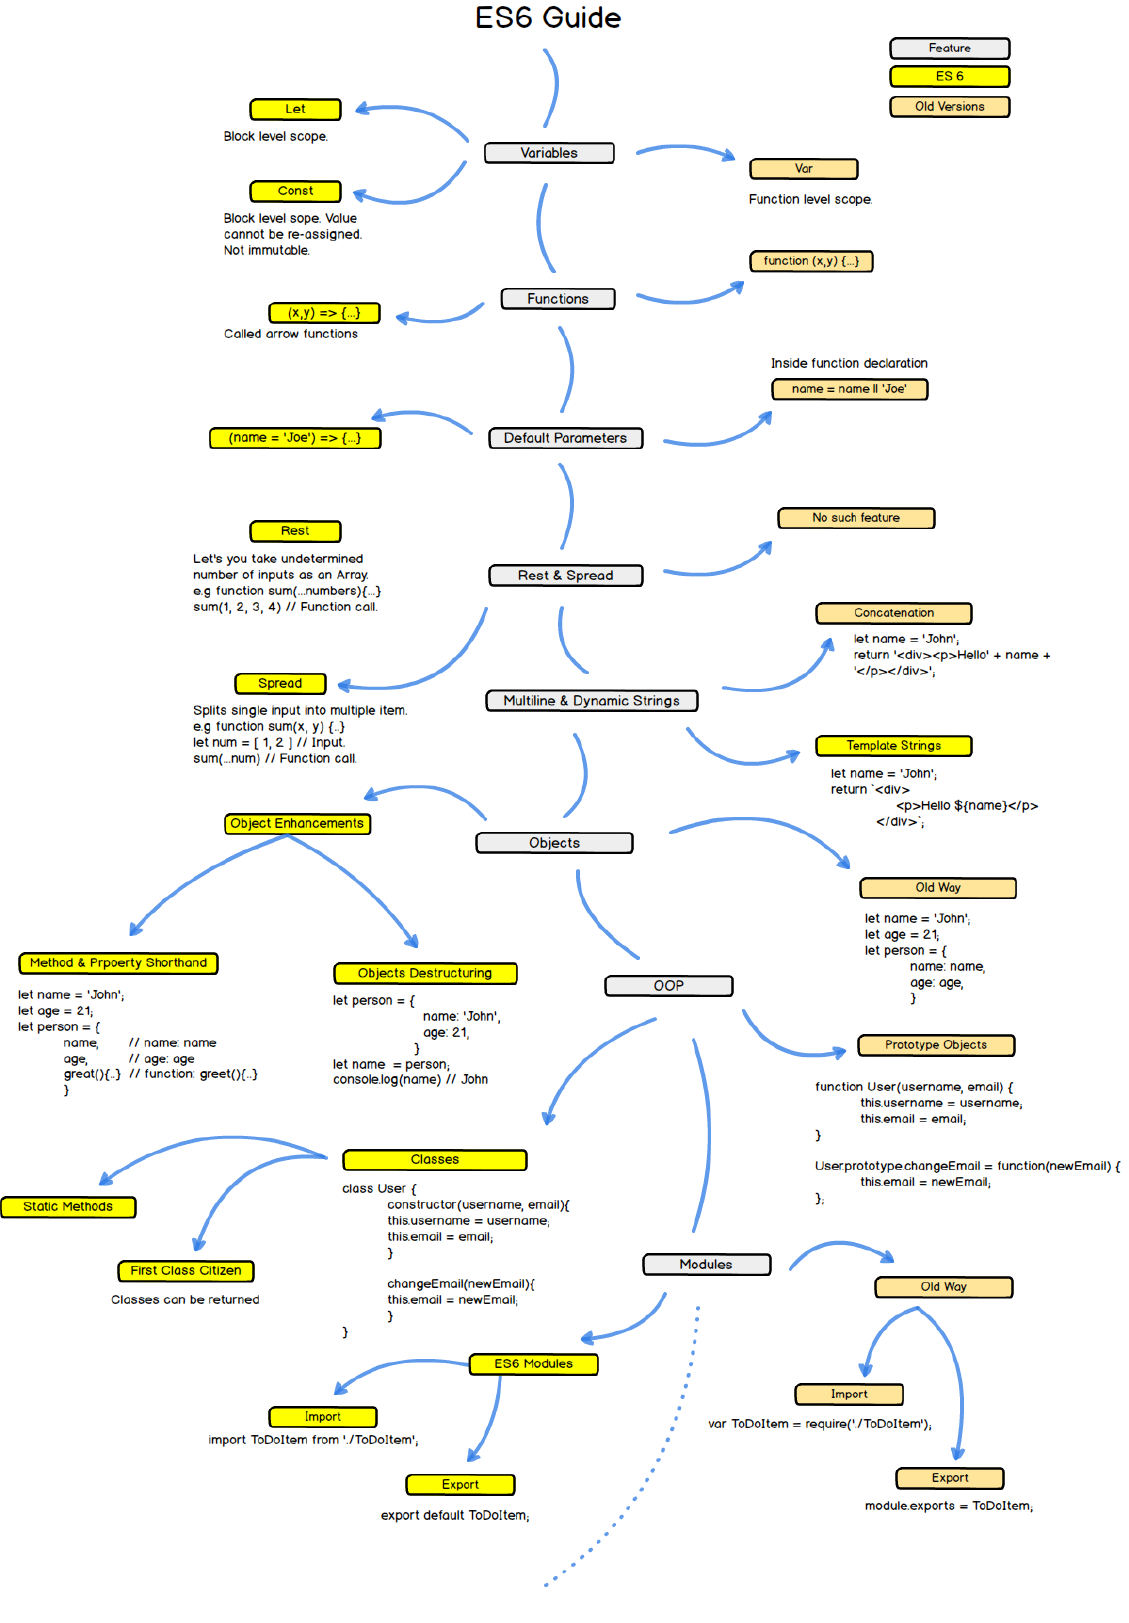 ES6 Guide
Feature
ES 6
Old Versions
Let
Block level scope.
Variables
Var
Function level scope.
Const
Block level sope. Value
cannot be re-assigned.
Not immutable.
function (x,y) {...}
Functions
(x,y) => {...}
Called arrow functions
Inside function declaration
name = name || 'Joe'
(name = 'Joe') => {...}
Default Parameters
No such feature
Rest
Let's you take undetermined
number of inputs as an Array.
e.g function sum(...numbers){...}
sum(1, 2, 3, 4) // Function call.
Rest & Spread
Concatenation
let name = 'John';
return '<div><p>Hello' + name +
'</p></div>';
Spread
Splits single input into multiple item.
e.g function sum(x, y) {..}
let num = [ 1, 2 ] // Input.
sum(...num) // Function call.
Multiline & Dynamic Strings
Template Strings
let name = 'John';
return `<div>
<p>Hello ${name}</p>
</div>`;
Object Enhancements
Objects
Old Way
let name = 'John';
let age = 21;
let person = {
name: name,
age: age,
}
Method & Prpoerty Shorthand
let name = 'John';
let age = 21;
let person = {
name, // name: name
age, // age: age
great(){..} // function: greet(){..}
}
Objects Destructuring
let person = {
name: 'John',
age: 21,
}
let name = person;
console.log(name) // John
OOP
Prototype Objects
function User(username, email) {
this.username = username;
this.email = email;
}
User.prototype.changeEmail = function(newEmail) {
this.email = newEmail;
};
Classes
class User {
constructor(username, email){
this.username = username;
this.email = email;
}
changeEmail(newEmail){
this.email = newEmail;
}
}
Static Methods
First Class Citizen
Classes can be returned
Modules
Old Way
ES6 Modules
Import
import ToDoItem from './ToDoItem';
Export
export default ToDoItem;
Import
var ToDoItem = require('./ToDoItem');
Export
module.exports = ToDoItem;